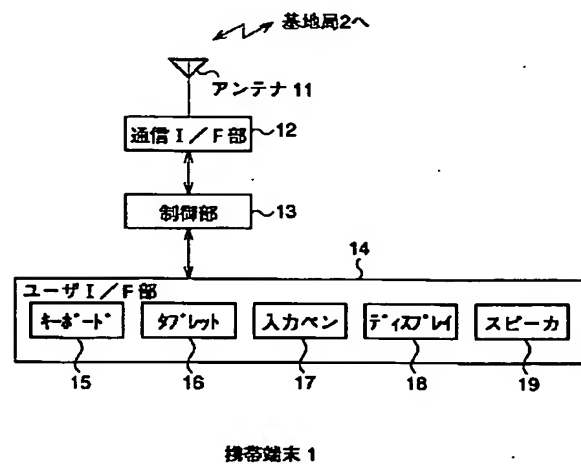 基地局2へ
アンテナ 11
通信 I／F部
12
制御部
13
14
ユーザ I／F部
キーボード
タブレット
入力ペン
ディスプレイ
スピーカ
15
16
17
18
19
携帯端末 1